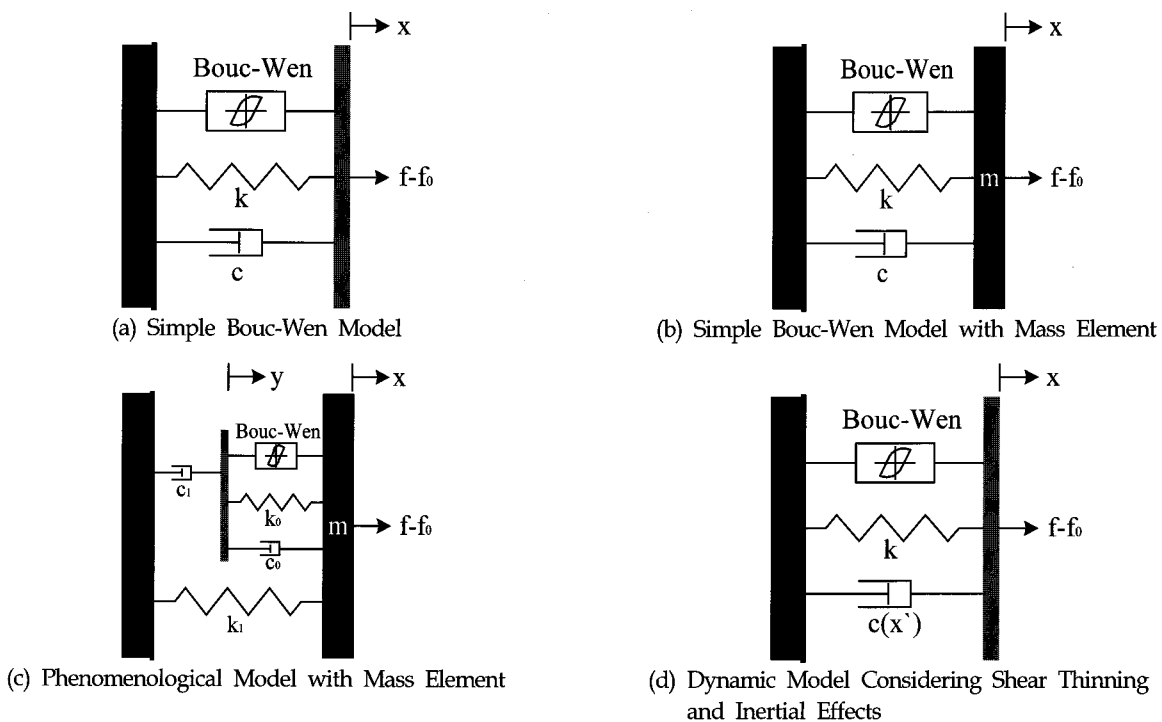 x
Bouc-Wen
f-f₀
k
c
(a) Simple Bouc-Wen Model
x
Bouc-Wen
m
f-f₀
k
c
(b) Simple Bouc-Wen Model with Mass Element
y
x
Bouc-Wen
c₁
k₀
m
f-f₀
c₀
k₁
(c) Phenomenological Model with Mass Element
x
Bouc-Wen
f-f₀
k
c(x`)
(d) Dynamic Model Considering Shear Thinning
and Inertial Effects